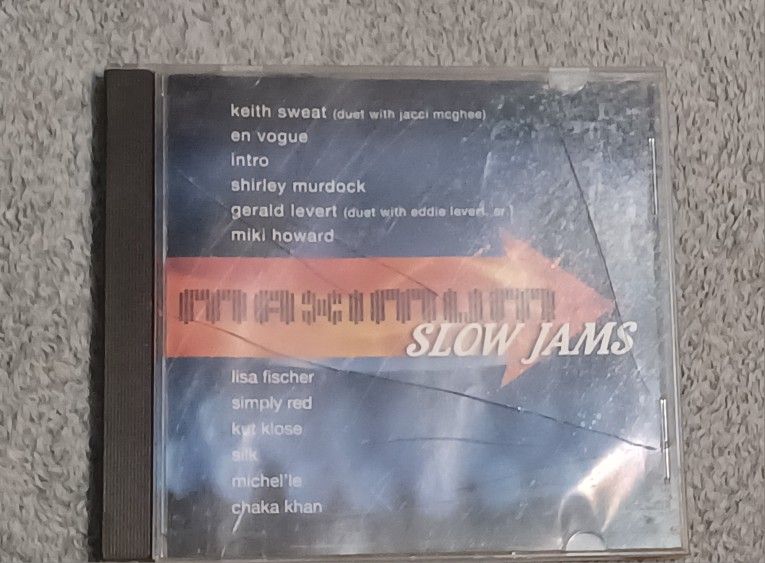 keith sweat (duet with jacci mcghee)
en vogue
intro
shirley murdock
gerald levert (duet with eddie levert, sr.)
miki howard
maximum
SLOW JAMS
lisa fischer
simply red
kut klose
silk
michel'le
chaka khan